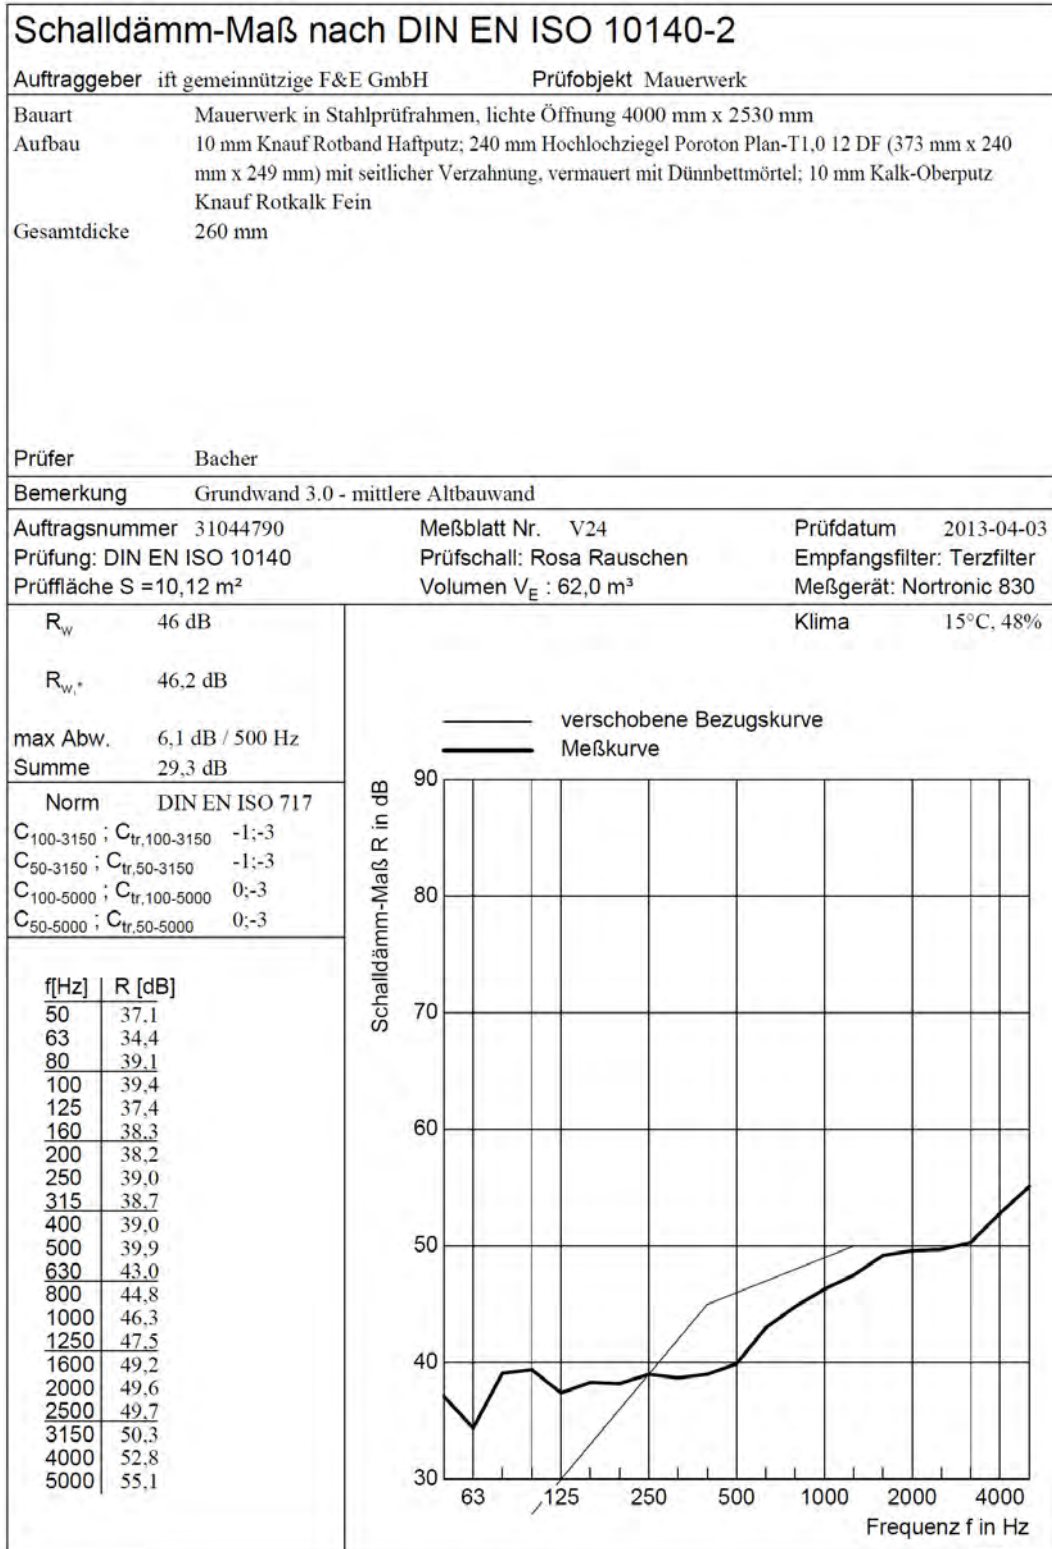 Schalldämm-Maß nach DIN EN ISO 10140-2
Auftraggeber ift gemeinnützige F&E GmbH Prüfobjekt Mauerwerk
Bauart Mauerwerk in Stahlprüfrahmen, lichte Öffnung 4000 mm x 2530 mm
Aufbau 10 mm Knauf Rotband Haftputz; 240 mm Hochlochziegel Poroton Plan-T1,0 12 DF (373 mm x 240
mm x 249 mm) mit seitlicher Verzahnung, vermauert mit Dünnbettmörtel; 10 mm Kalk-Oberputz
Knauf Rotkalk Fein
Gesamtdicke 260 mm
Prüfer Bacher
Bemerkung Grundwand 3.0 - mittlere Altbauwand
Auftragsnummer 31044790 Meßblatt Nr. V24 Prüfdatum 2013-04-03
Prüfung: DIN EN ISO 10140 Prüfschall: Rosa Rauschen Empfangsfilter: Terzfilter
Prüffläche S =10,12 m² Volumen VE : 62,0 m³ Meßgerät: Nortronic 830
Rw 46 dB
Klima 15°C, 48%
Rw,* 46,2 dB
max Abw. 6,1 dB / 500 Hz
Summe 29,3 dB
Norm DIN EN ISO 717
C100-3150 ; Ctr,100-3150 -1;-3
C50-3150 ; Ctr,50-3150 -1;-3
C100-5000 ; Ctr,100-5000 0;-3
C50-5000 ; Ctr,50-5000 0;-3
f[Hz] R [dB]
50 37,1
63 34,4
80 39,1
100 39,4
125 37,4
160 38,3
200 38,2
250 39,0
315 38,7
400 39,0
500 39,9
630 43,0
800 44,8
1000 46,3
1250 47,5
1600 49,2
2000 49,6
2500 49,7
3150 50,3
4000 52,8
5000 55,1
verschobene Bezugskurve
Meßkurve
Schalldämm-Maß R in dB
90
80
70
60
50
40
30
63 125 250 500 1000 2000 4000
Frequenz f in Hz